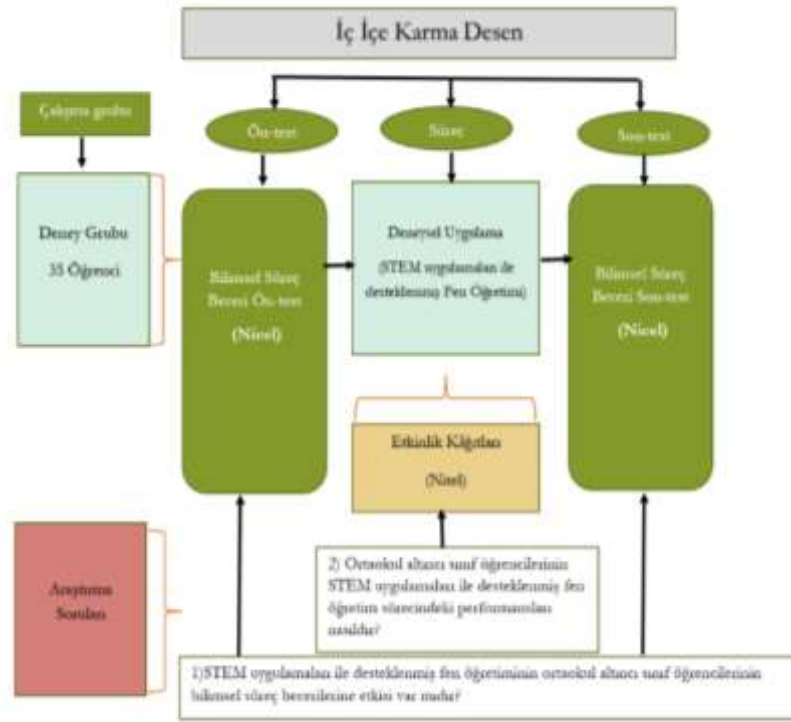 İç İçe Karma Desen
Çalışma grubu
Ön-test
Süreç
Son-test
Deney Grubu
35 Öğrenci
Bilimsel Süreç
Beceri Ön-test
(Nicel)
Deneysel Uygulama
(STEM uygulamaları ile
desteklenmiş Fen Öğretimi)
Bilimsel Süreç
Beceri Son-test
(Nicel)
Etkinlik Kâğıtları
(Nitel)
Araştırma
Soruları
2) Ortaokul altıncı sınıf öğrencilerinin
STEM uygulamaları ile desteklenmiş fen
öğretim sürecindeki performansları
nasıldır?
1)STEM uygulamaları ile desteklenmiş fen öğretiminin ortaokul altıncı sınıf öğrencilerinin
bilimsel süreç becerilerine etkisi var mıdır?